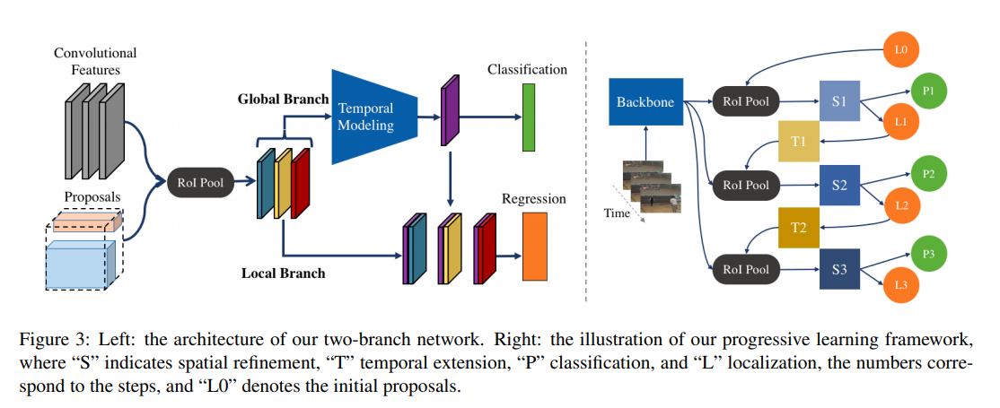 Convolutional
Features
Proposals
RoI Pool
Global Branch
Local Branch
Temporal
Modeling
Classification
Regression
Backbone
Time
L0
RoI Pool
S1
P1
L1
T1
RoI Pool
S2
P2
L2
T2
RoI Pool
S3
P3
L3
Figure 3: Left: the architecture of our two-branch network. Right: the illustration of our progressive learning framework,
where “S” indicates spatial refinement, “T” temporal extension, “P” classification, and “L” localization, the numbers corre-
spond to the steps, and “L0” denotes the initial proposals.